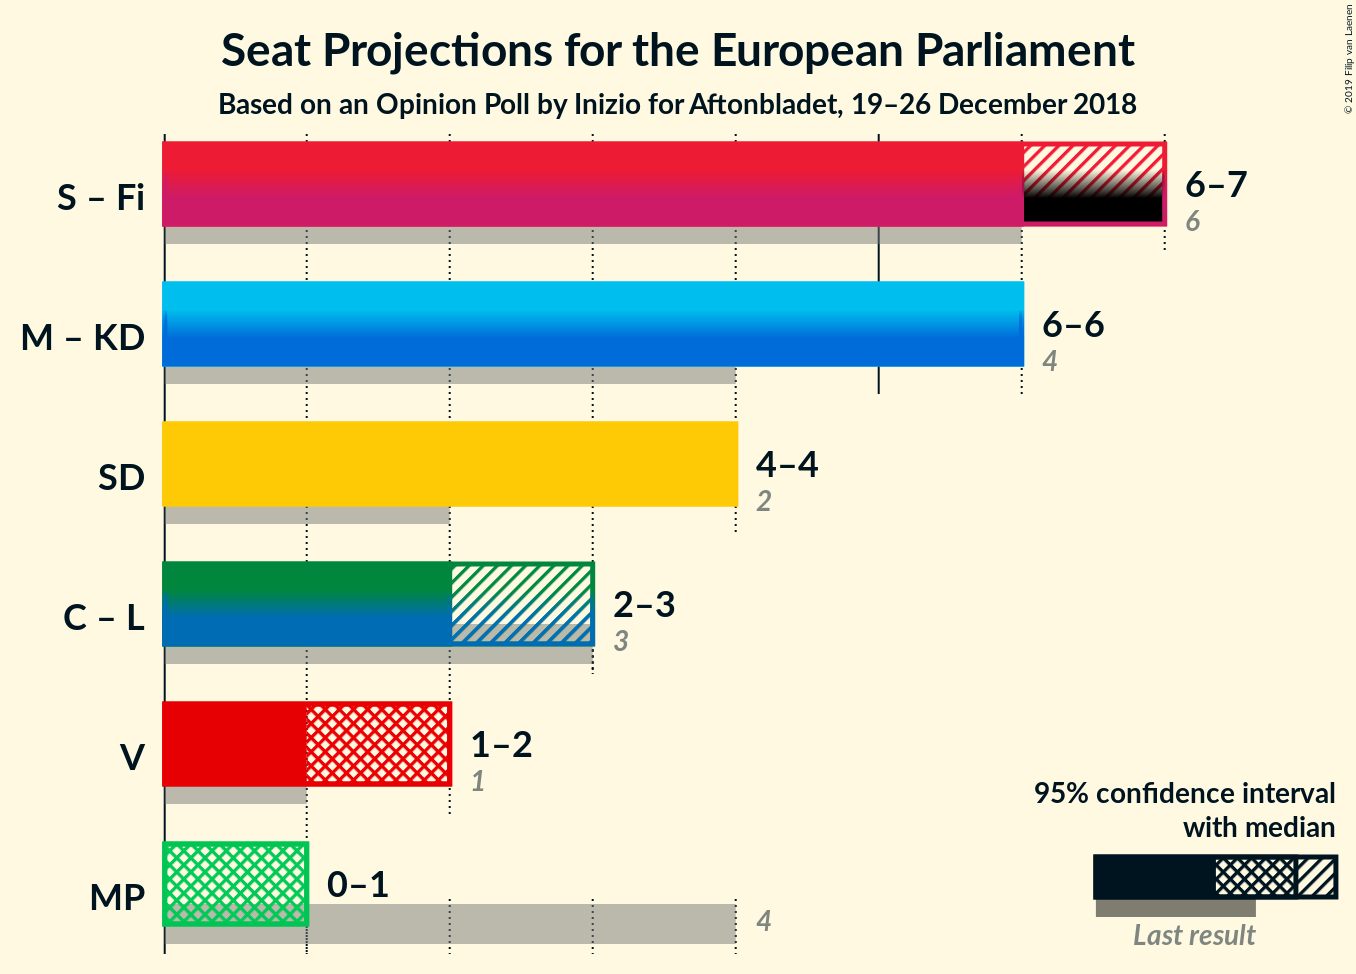 Seat Projections for the European Parliament
Based on an Opinion Poll by Inizio for Aftonbladet, 19–26 December 2018
© 2019 Filip van Laenen
S – Fi
6–7
6
M – KD
6–6
4
SD
4–4
2
C – L
2–3
3
V
1–2
1
MP
0–1
4
95% confidence interval
with median
Last result